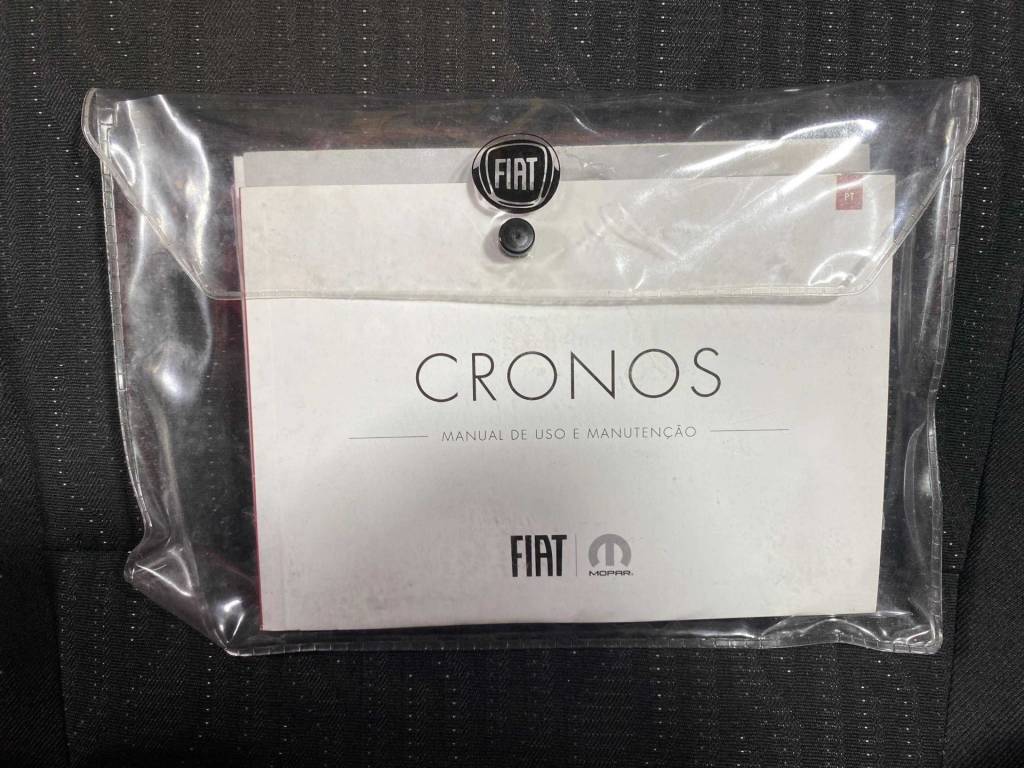 FIAT
PT
CRONOS
MANUAL DE USO E MANUTENÇÃO
FIAT
MOPAR